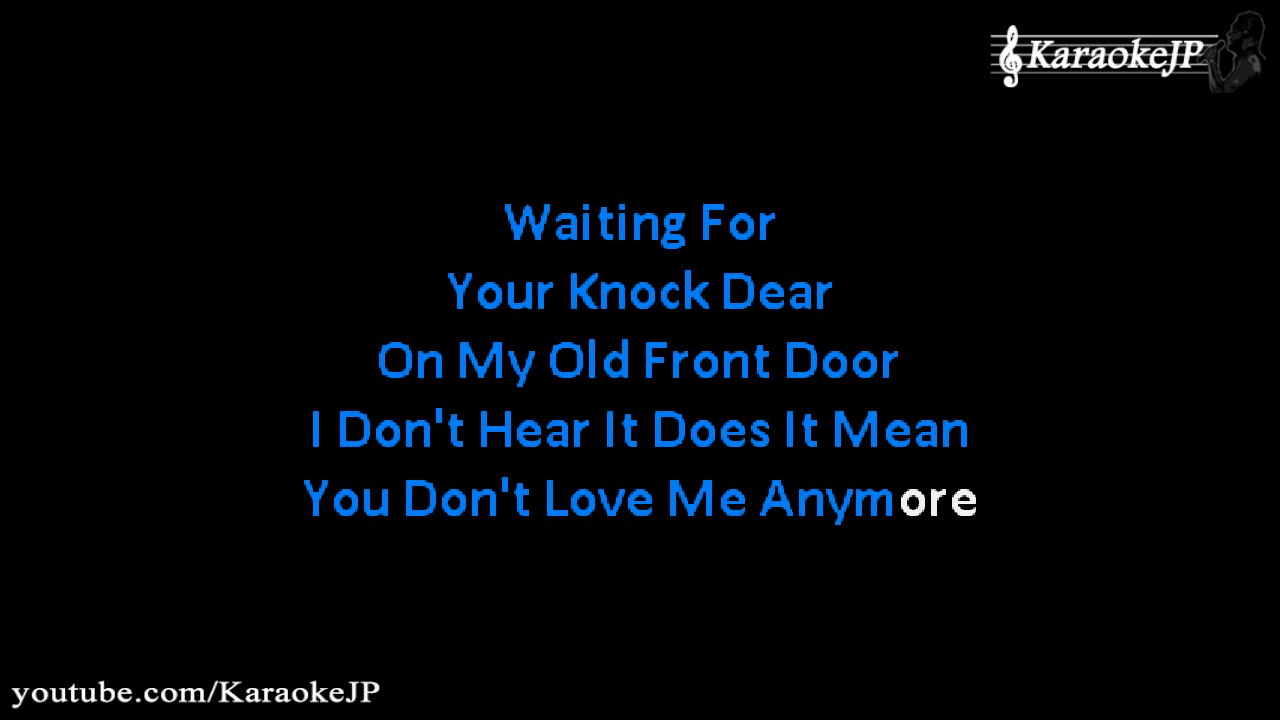 KaraokeJP
Waiting For
Your Knock Dear
On My Old Front Door
I Don't Hear It Does It Mean
You Don't Love Me Anymore
youtube.com/KaraokeJP